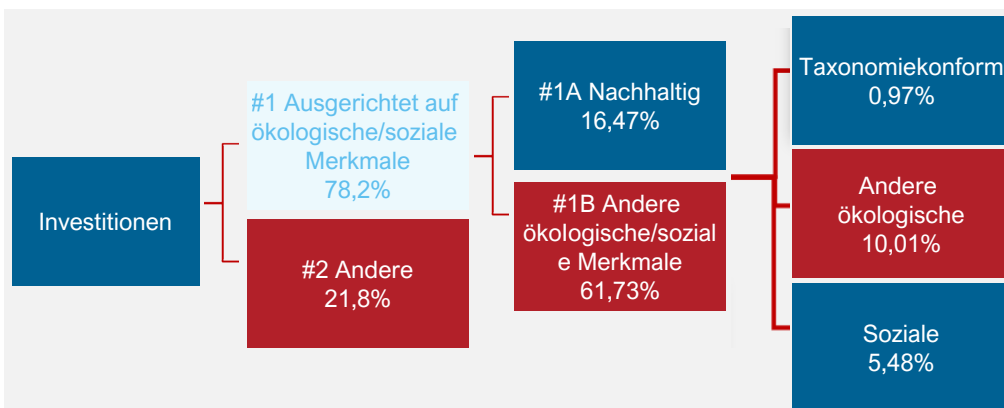 Investitionen
#1 Ausgerichtet auf
ökologische/soziale
Merkmale
78,2%
#2 Andere
21,8%
#1A Nachhaltig
16,47%
#1B Andere
ökologische/sozial
e Merkmale
61,73%
Taxonomiekonform
0,97%
Andere
ökologische
10,01%
Soziale
5,48%